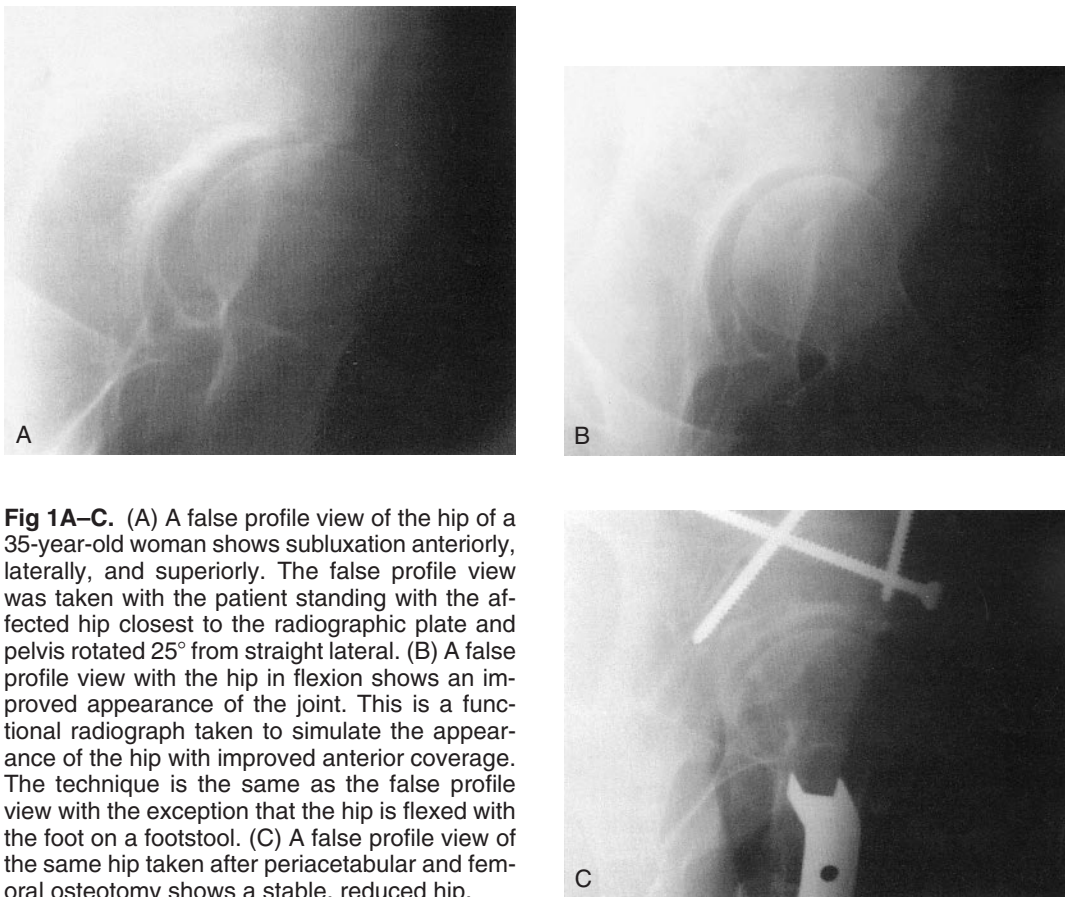 A
B
Fig 1A–C. (A) A false profile view of the hip of a
35-year-old woman shows subluxation anteriorly,
laterally, and superiorly. The false profile view
was taken with the patient standing with the af-
fected hip closest to the radiographic plate and
pelvis rotated 25° from straight lateral. (B) A false
profile view with the hip in flexion shows an im-
proved appearance of the joint. This is a func-
tional radiograph taken to simulate the appear-
ance of the hip with improved anterior coverage.
The technique is the same as the false profile
view with the exception that the hip is flexed with
the foot on a footstool. (C) A false profile view of
the same hip taken after periacetabular and fem-
oral osteotomy shows a stable, reduced hip.
C